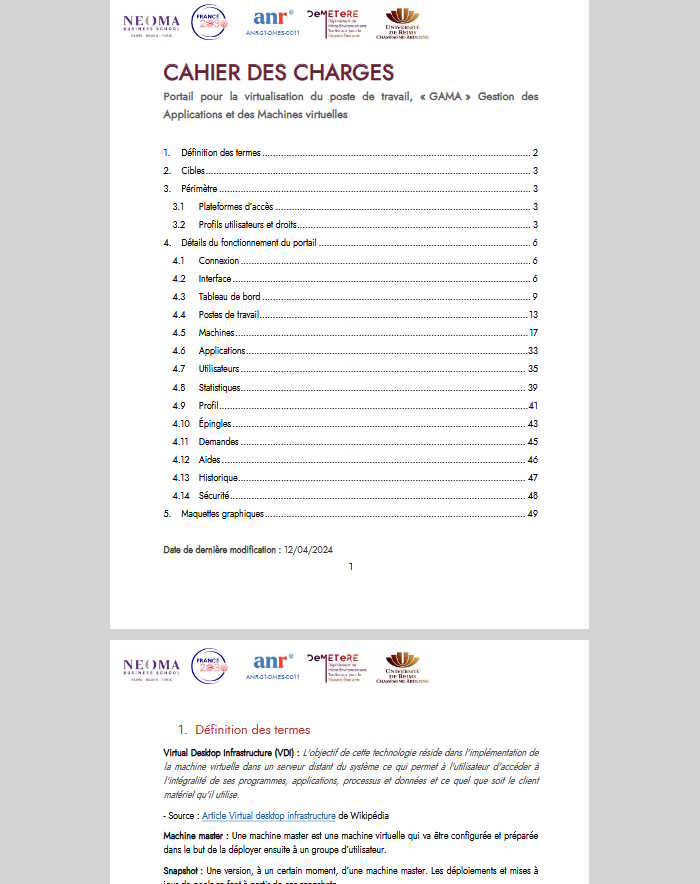 NEOMA
BUSINESS SCHOOL
REIMS - ROUEN - PARIS
FRANCE
2030
anr
ANR-21-DMES-0011
DeMETeRE
UNIVERSITÉ
DE REIMS
CHAMPAGNE-ARDENNE
CAHIER DES CHARGES
Portail pour la virtualisation du poste de travail, « GAMA » Gestion des
Applications et des Machines virtuelles
1. Définition des termes ........ 2
2. Cibles ........ 3
3. Périmètre ........ 3
3.1 Plateformes d'accès ........ 3
3.2 Profils utilisateurs et droits ........ 3
4. Détails du fonctionnement du portail ........ 6
4.1 Connexion ........ 6
4.2 Interface ........ 6
4.3 Tableau de bord ........ 9
4.4 Postes de travail ........ 13
4.5 Machines ........ 17
4.6 Applications ........ 33
4.7 Utilisateurs ........ 35
4.8 Statistiques ........ 39
4.9 Profil ........ 41
4.10 Épingles ........ 43
4.11 Demandes ........ 45
4.12 Aides ........ 46
4.13 Historique ........ 47
4.14 Sécurité ........ 48
5. Maquettes graphiques ........ 49
Date de dernière modification : 12/04/2024
1
NEOMA
BUSINESS SCHOOL
REIMS - ROUEN - PARIS
FRANCE
2030
anr
ANR-21-DMES-0011
DeMETeRE
UNIVERSITÉ
DE REIMS
CHAMPAGNE-ARDENNE
1. Définition des termes
Virtual Desktop Infrastructure (VDI) : L'objectif de cette technologie réside dans l'implémentation de
la machine virtuelle dans un serveur distant du système ce qui permet à l'utilisateur d'accéder à
l'intégralité de ses programmes, applications, processus et données et ce quel que soit le client
matériel qu'il utilise.
- Source : Article Virtual desktop infrastructure de Wikipédia
Machine master : Une machine master est une machine virtuelle qui va être configurée et préparée
dans le but de la déployer ensuite à un groupe d'utilisateur.
Snapshot : Une version, à un certain moment, d'une machine master. Les déploiements et mises à